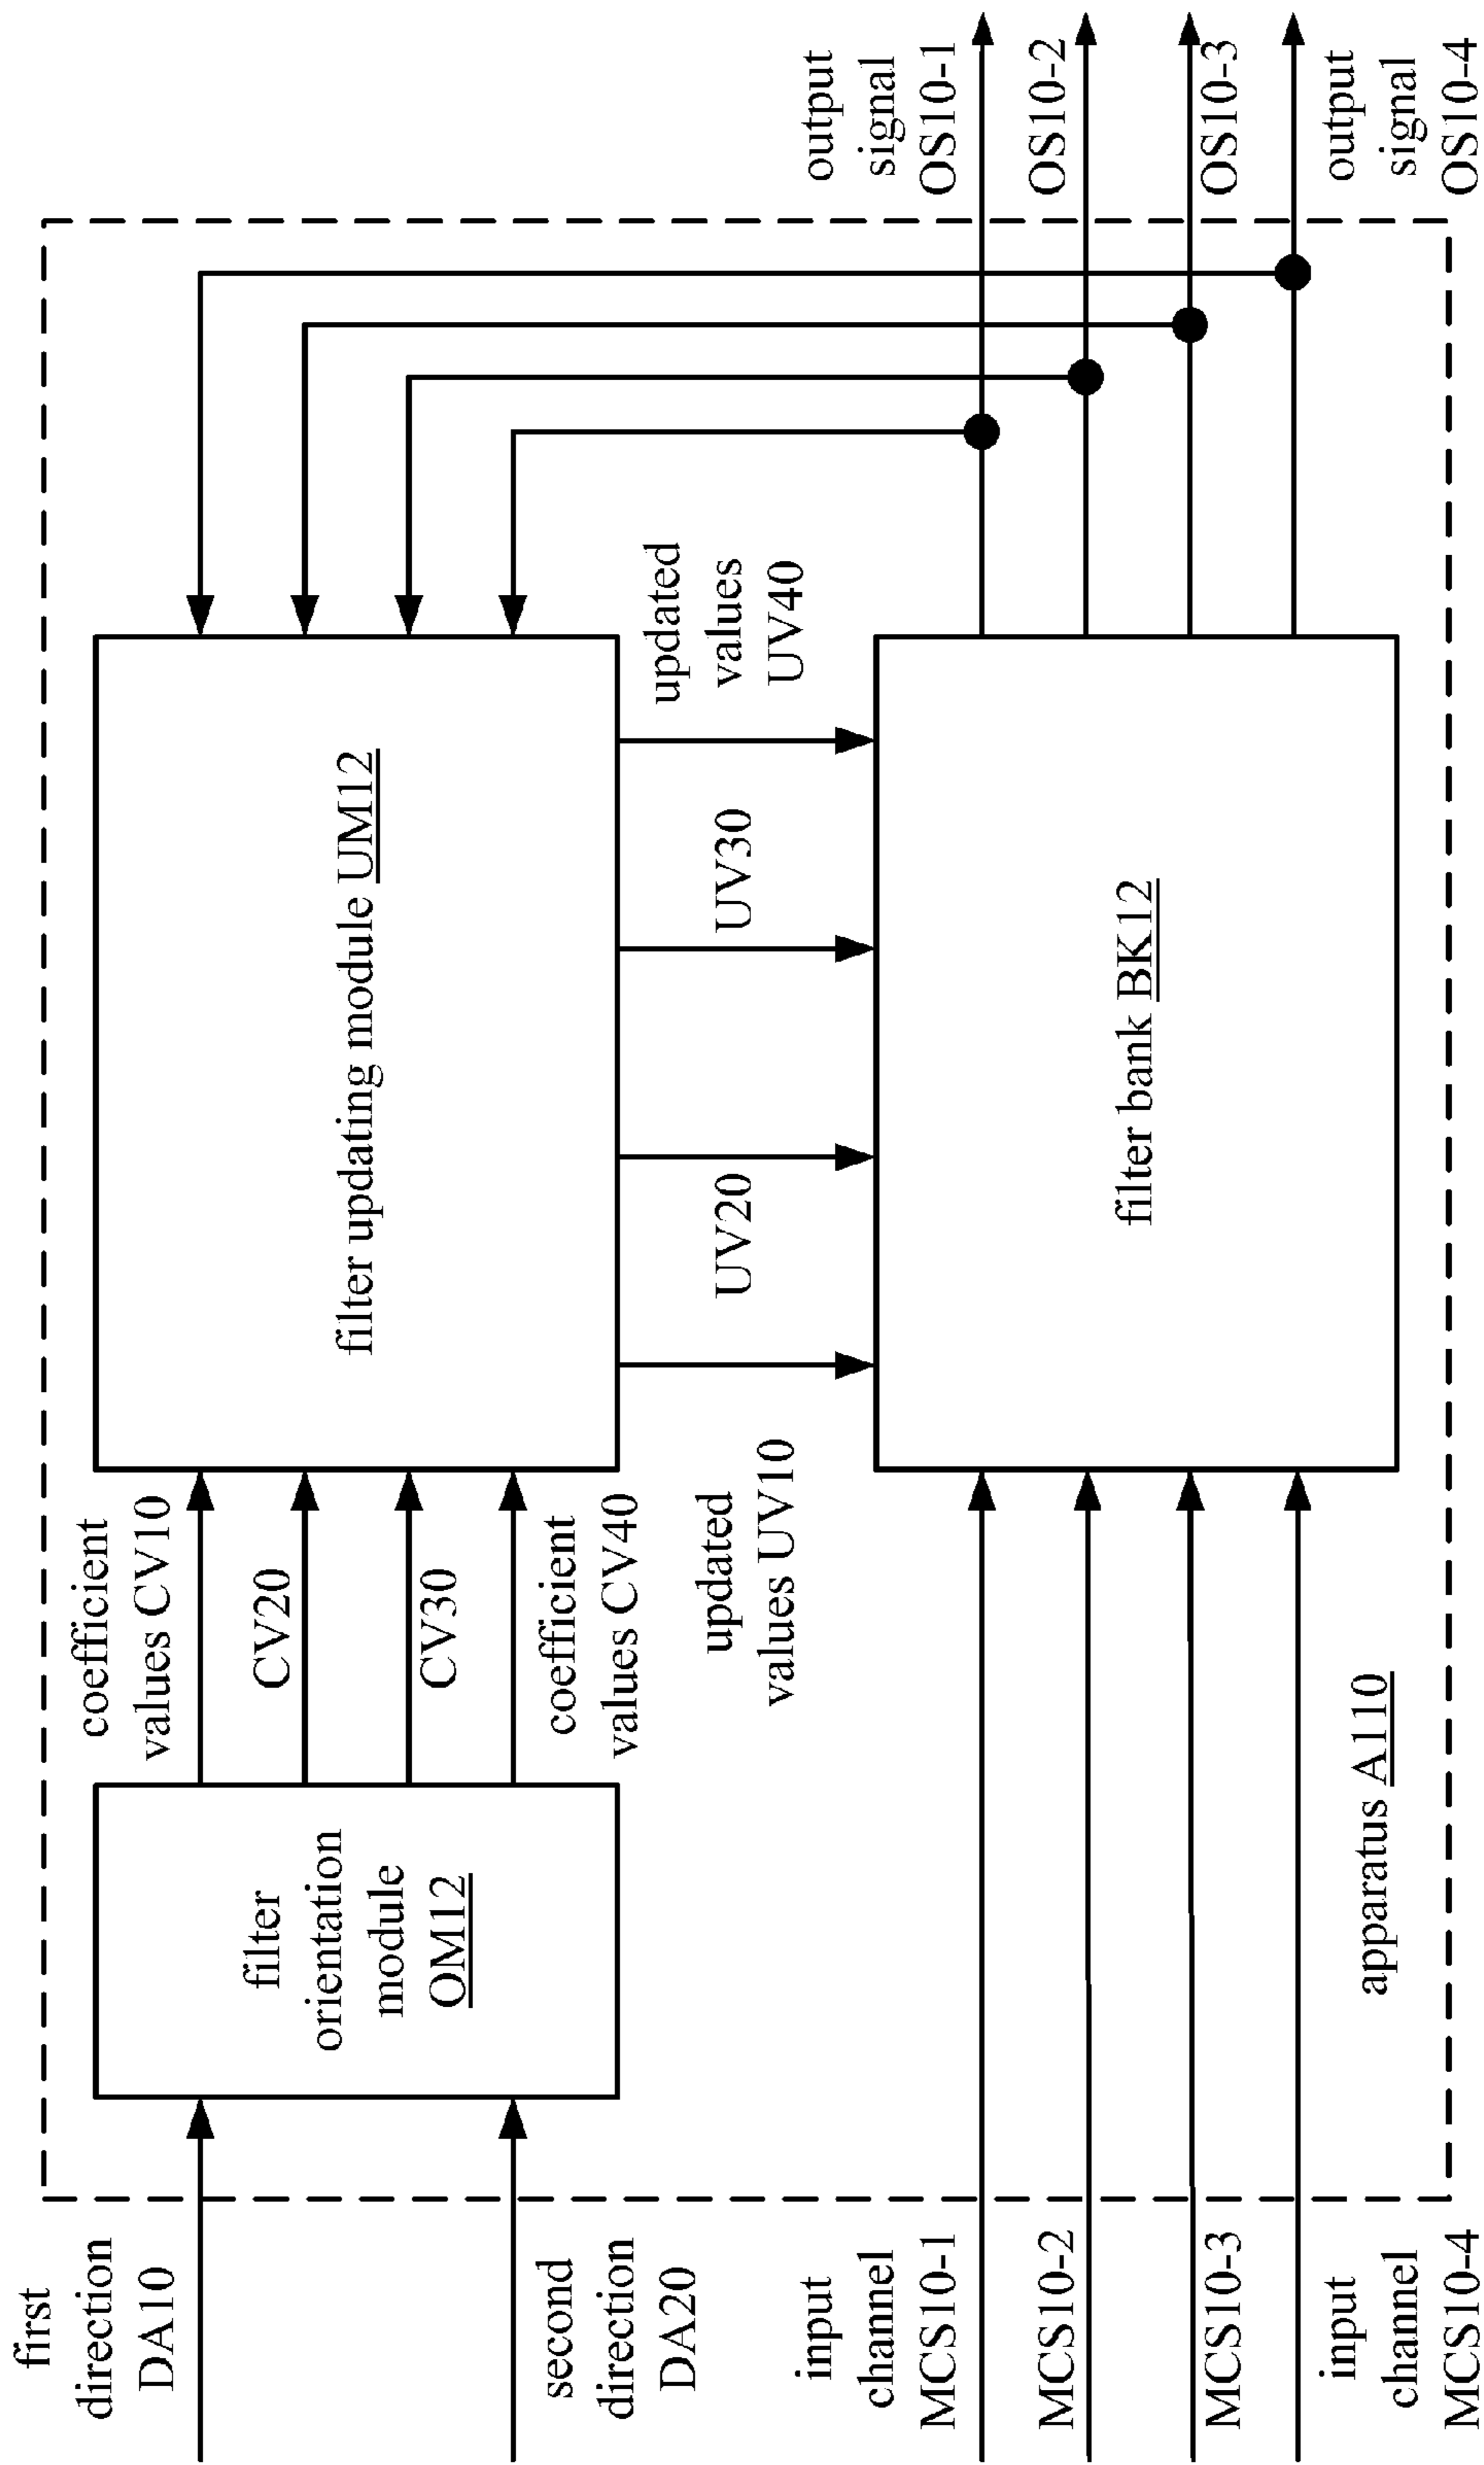 first
direction
DA10
second
direction
DA20
filter
orientation
module
OM12
coefficient
values CV10
CV20
CV30
coefficient
values CV40
filter updating module UM12
updated
values UV10
UV20
UV30
updated
values
UV40
input
channel
MCS10-1
MCS10-2
MCS10-3
input
channel
MCS10-4
filter bank BK12
apparatus A110
output
signal
OS10-1
OS10-2
OS10-3
output
signal
OS10-4